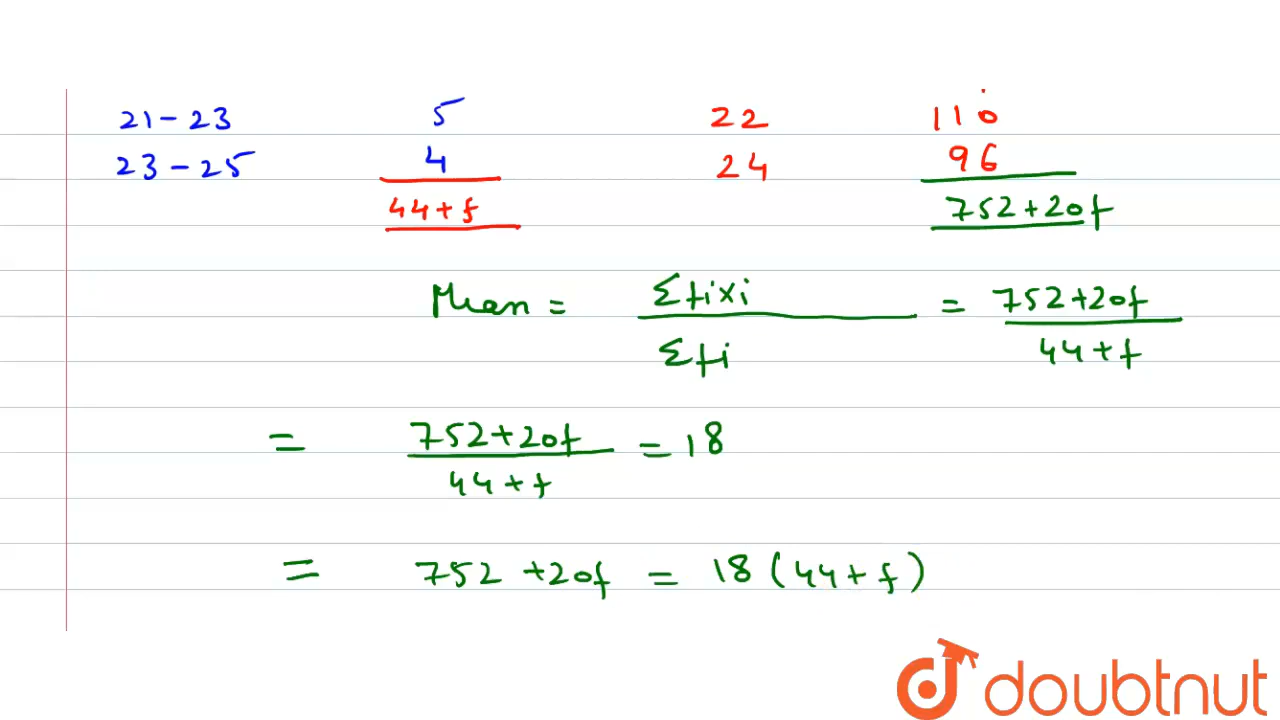 21-23 5 22 110
23-25 4 24 96
44+f 752+20f
Mean = Σfixi / Σfi = 752+20f / 44+f
= 752+20f / 44+f = 18
= 752+20f = 18(44+f)
doubtnut